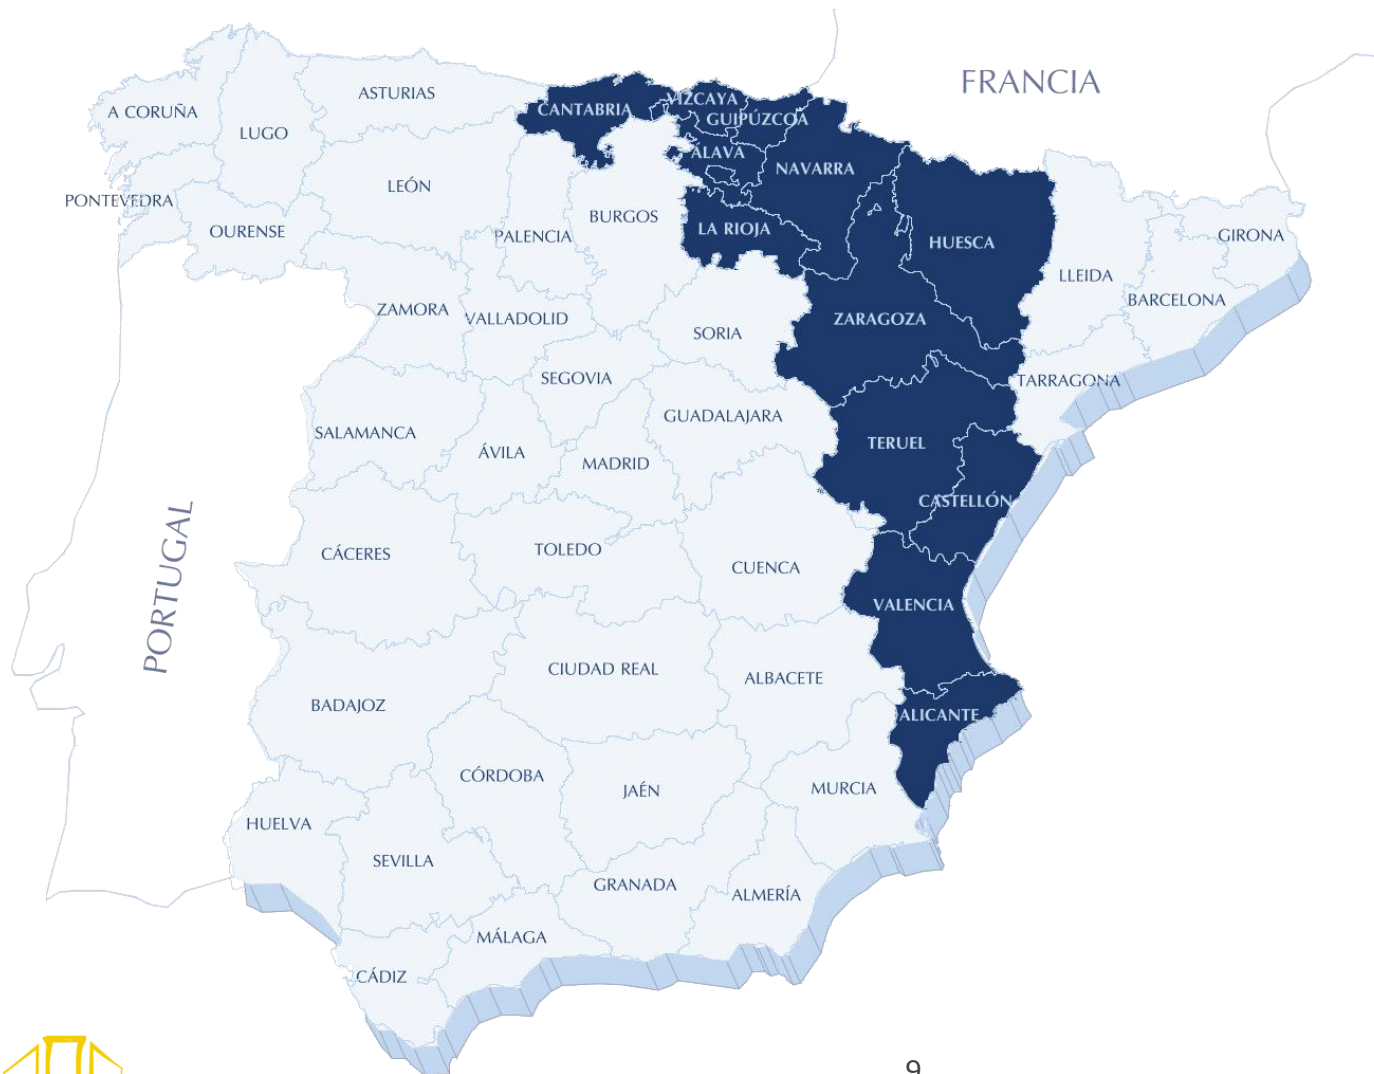 FRANCIA
ASTURIAS
CANTABRIA
VIZCAYA
GUIPÚZCOA
A CORUÑA
LUGO
ÁLAVA
NAVARRA
LEÓN
PONTEVEDRA
OURENSE
PALENCIA
BURGOS
LA RIOJA
HUESCA
GIRONA
LLEIDA
BARCELONA
ZAMORA
VALLADOLID
SORIA
ZARAGOZA
SEGOVIA
TARRAGONA
GUADALAJARA
SALAMANCA
ÁVILA
MADRID
TERUEL
CASTELLÓN
PORTUGAL
CÁCERES
TOLEDO
CUENCA
VALENCIA
CIUDAD REAL
ALBACETE
BADAJOZ
ALICANTE
CÓRDOBA
JAÉN
MURCIA
HUELVA
SEVILLA
GRANADA
ALMERÍA
MÁLAGA
CÁDIZ
9